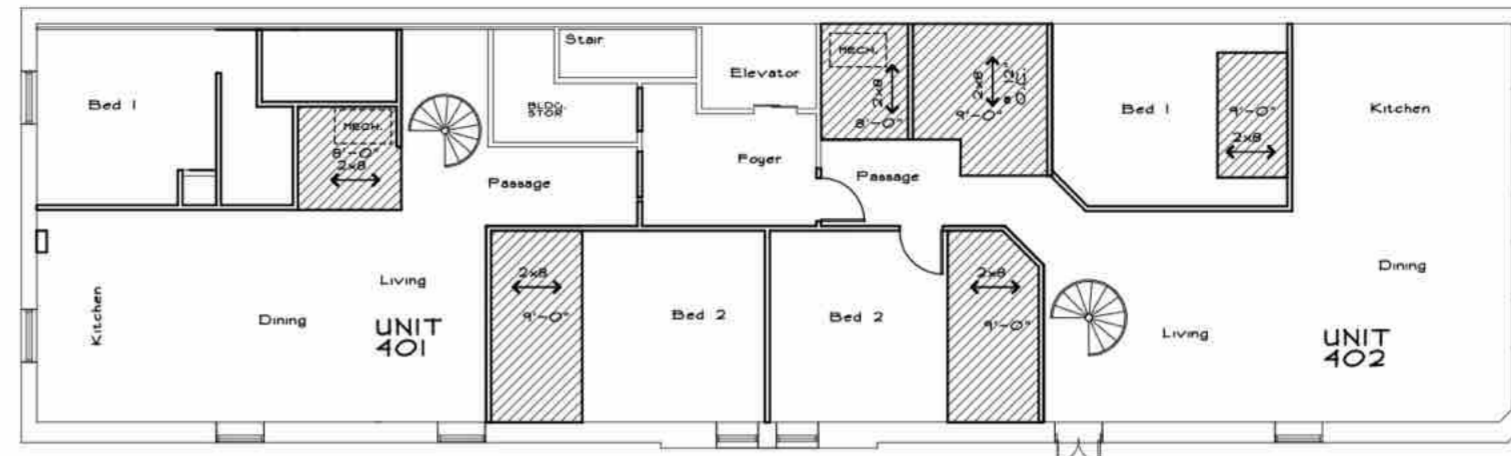 Stair
Elevator
MECH.
2x8
8'-0"
2x8
@ 12"
O.C.
9'-0"
Bed 1
BLDG.
STOR.
MECH.
8'-0"
2x8
Bed 1
9'-0"
2x8
Kitchen
Passage
Foyer
Passage
Living
Dining
Kitchen
UNIT
401
2x8
9'-0"
Bed 2
Bed 2
2x8
9'-0"
Living
Dining
UNIT
402